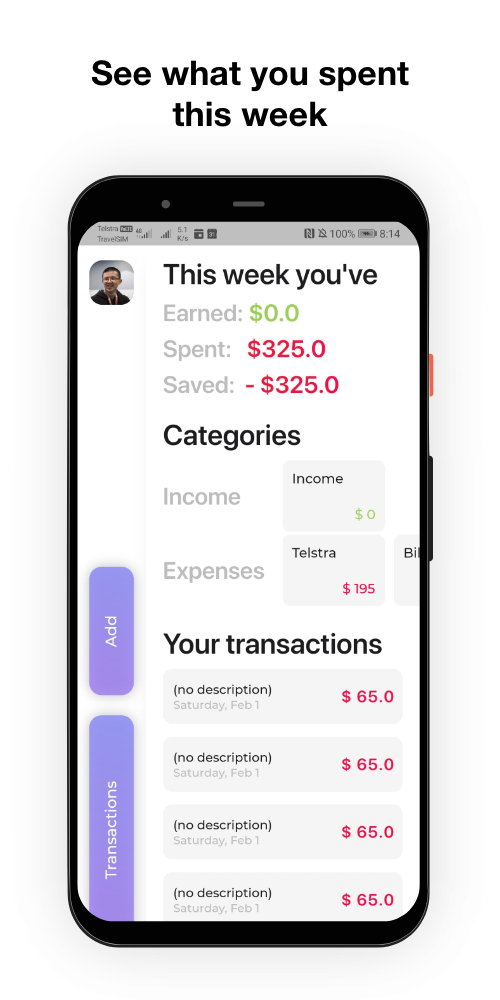 See what you spent
this week
Telstra VoLTE 4G 5.1 100% 8:14
TravelSIM K/s 31
This week you've
Earned: $0.0
Spent: $325.0
Saved: - $325.0
Categories
Income
Income
$ 0
Expenses
Telstra
$ 195
Bil
Add
Your transactions
(no description)
Saturday, Feb 1
$ 65.0
(no description)
Saturday, Feb 1
$ 65.0
(no description)
Saturday, Feb 1
$ 65.0
(no description)
Saturday, Feb 1
$ 65.0
Transactions